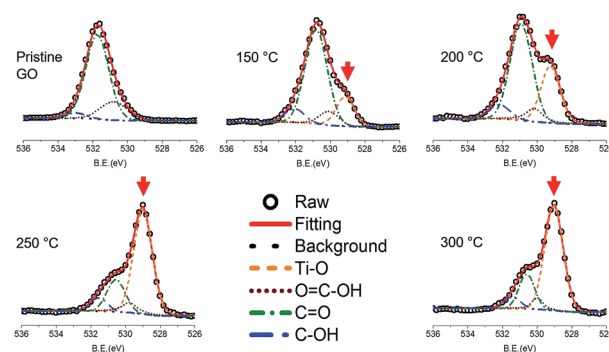 Pristine
GO
536 534 532 530 528 526
B.E.(eV)
150 °C
536 534 532 530 528 526
B.E.(eV)
200 °C
536 534 532 530 528 52
B.E.(eV)
250 °C
536 534 532 530 528 526
B.E.(eV)
Raw
Fitting
Background
Ti-O
O=C-OH
C=O
C-OH
300 °C
536 534 532 530 528 52
B.E.(eV)